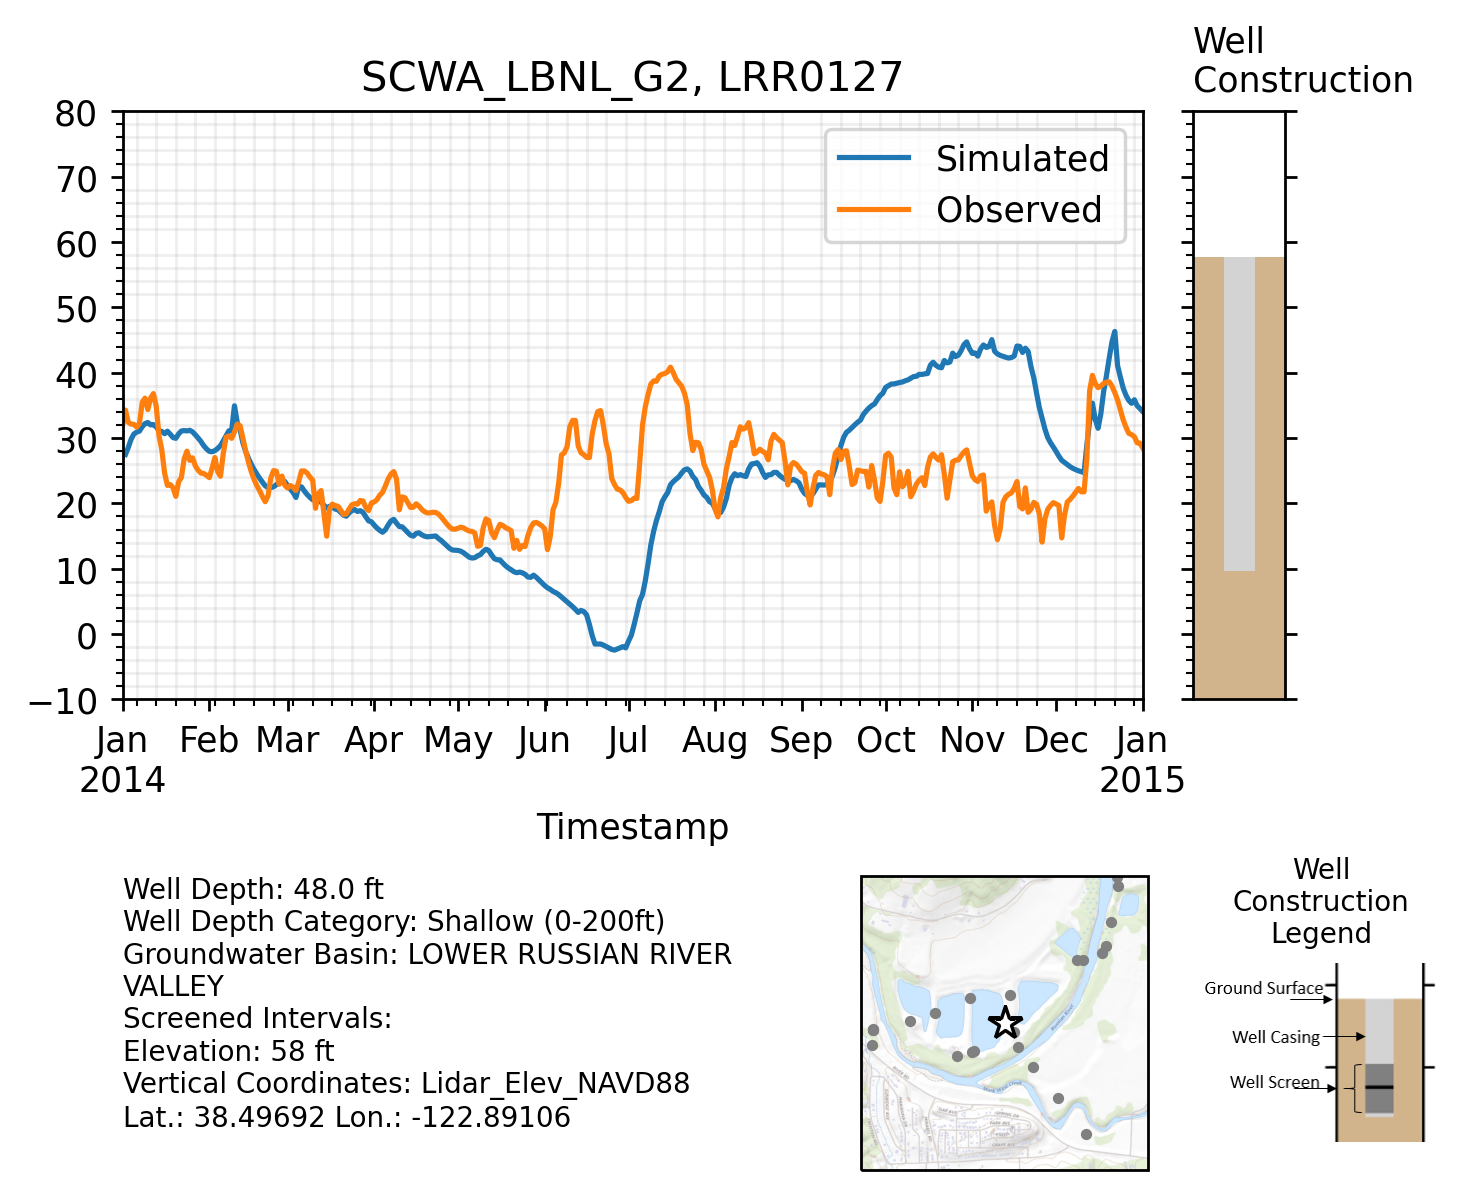 Well
Construction
SCWA_LBNL_G2, LRR0127
Simulated
Observed
80
70
60
50
40
30
20
10
0
−10
Jan Feb Mar Apr May Jun Jul Aug Sep Oct Nov Dec Jan
2014 2015
Timestamp
Well Depth: 48.0 ft
Well Depth Category: Shallow (0-200ft)
Groundwater Basin: LOWER RUSSIAN RIVER
VALLEY
Screened Intervals:
Elevation: 58 ft
Vertical Coordinates: Lidar_Elev_NAVD88
Lat.: 38.49692 Lon.: -122.89106
Well
Construction
Legend
Ground Surface
Well Casing
Well Screen